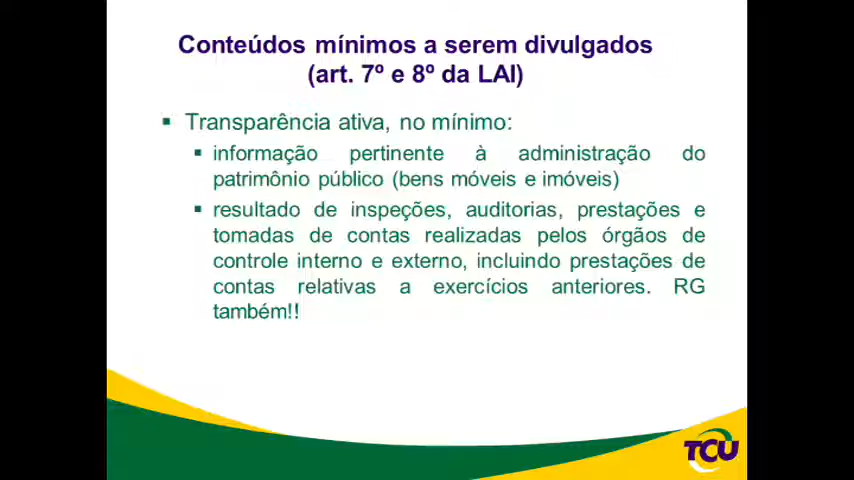 Conteúdos mínimos a serem divulgados
(art. 7º e 8º da LAI)
▪ Transparência ativa, no mínimo:
▪ informação pertinente à administração do
patrimônio público (bens móveis e imóveis)
▪ resultado de inspeções, auditorias, prestações e
tomadas de contas realizadas pelos órgãos de
controle interno e externo, incluindo prestações de
contas relativas a exercícios anteriores. RG
também!!
TCU